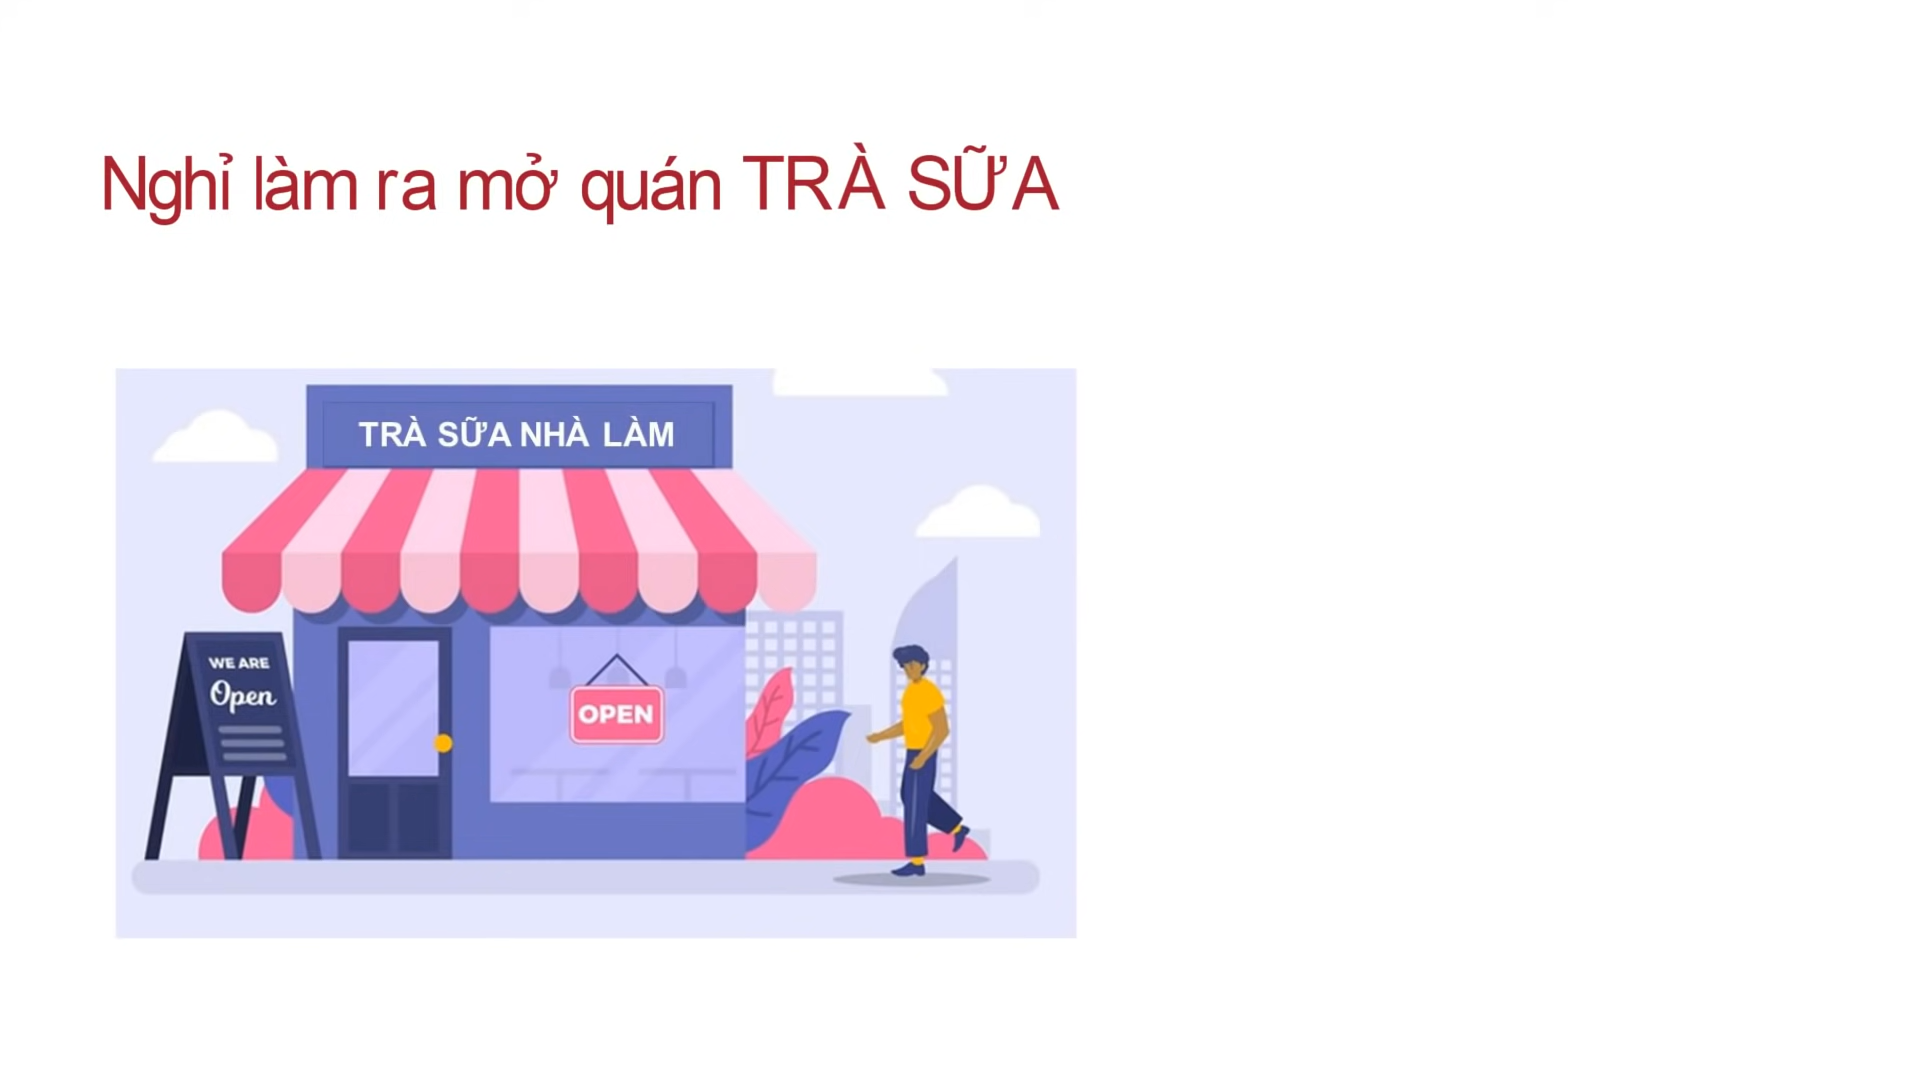 Nghỉ làm ra mở quán TRÀ SỮA
TRÀ SỮA NHÀ LÀM
WE ARE
Open
OPEN